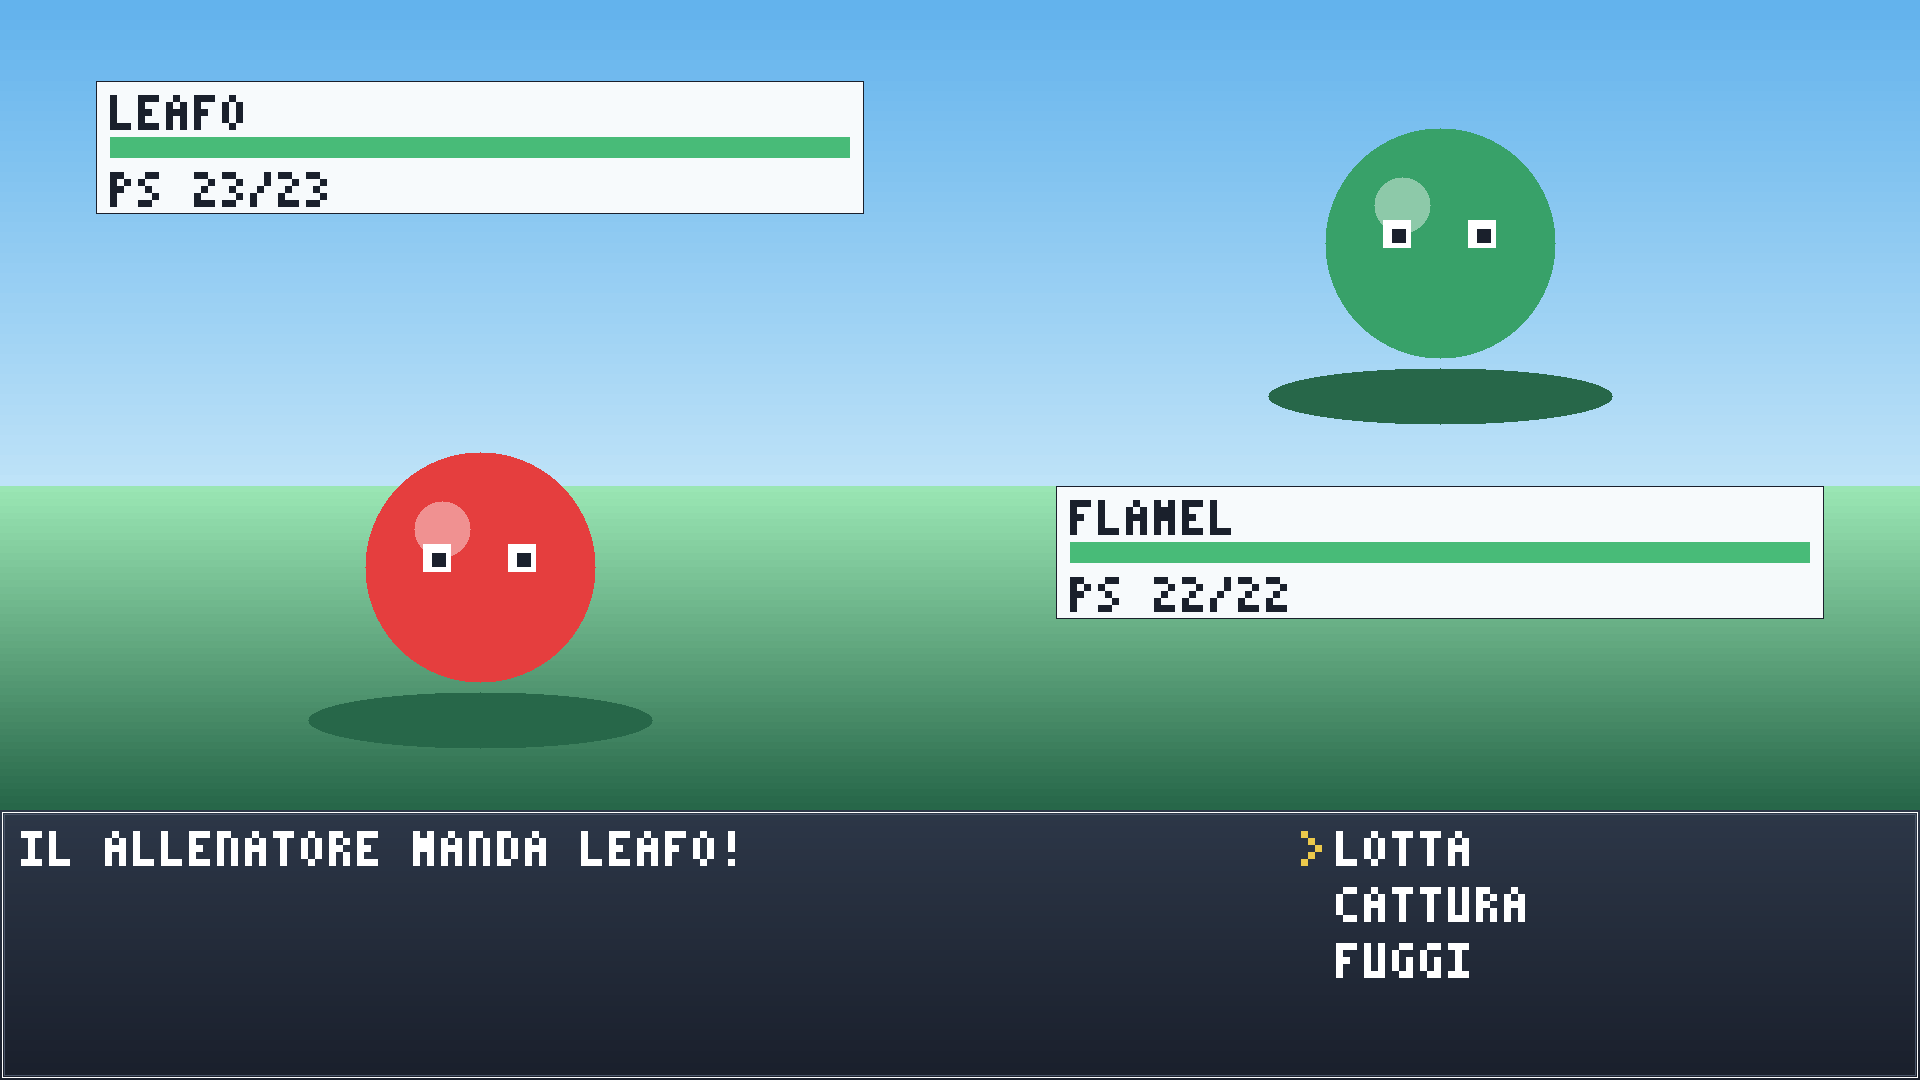 LEAFO
PS 23/23
FLAMEL
PS 22/22
IL ALLENATORE MANDA LEAFO!
>LOTTA
CATTURA
FUGGI